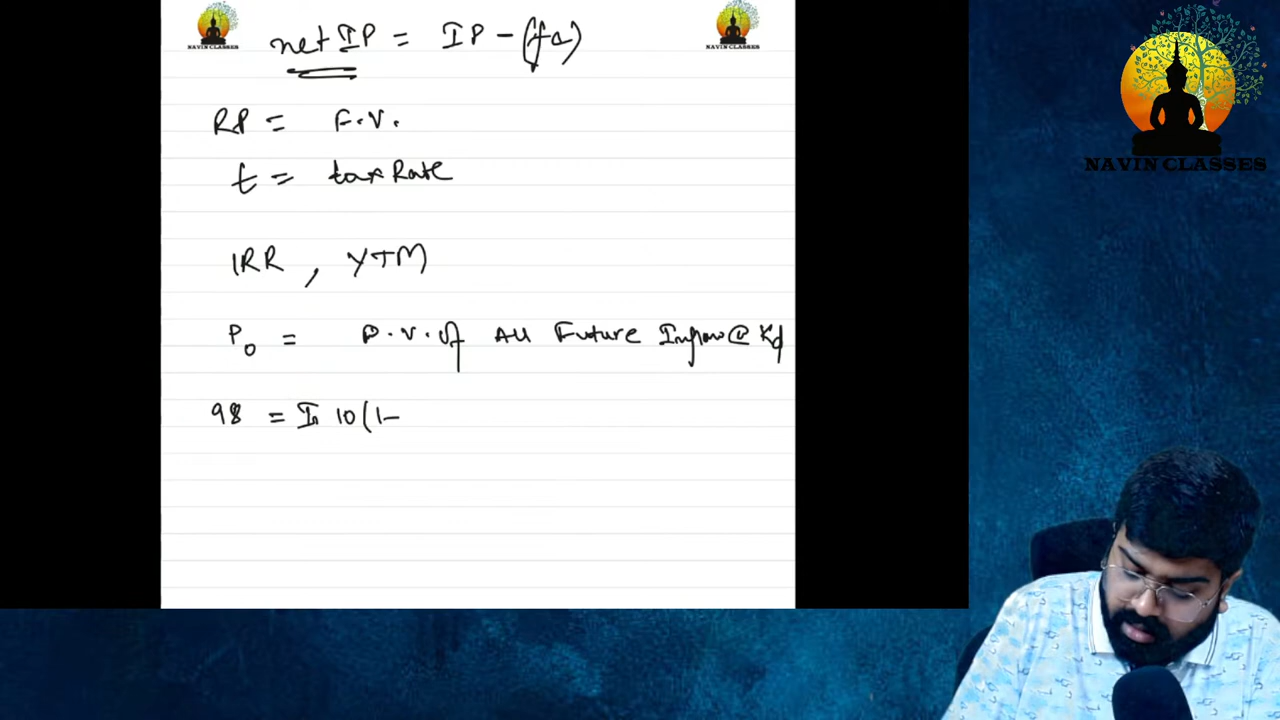 NAVIN CLASSES
NAVIN CLASSES
NAVIN CLASSES
net IP = IP - (fc)
RP = F.V.
t = tax Rate
IRR, YTM
P0 = P.V. of All Future Inflow @ Kd
98 = 10(1-